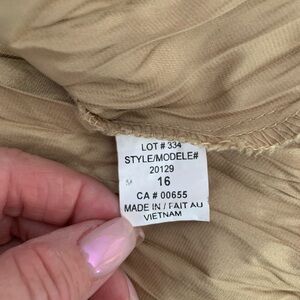 LOT # 334
STYLE/MODELE#
20129
16
CA # 00655
MADE IN / FAIT AU
VIETNAM